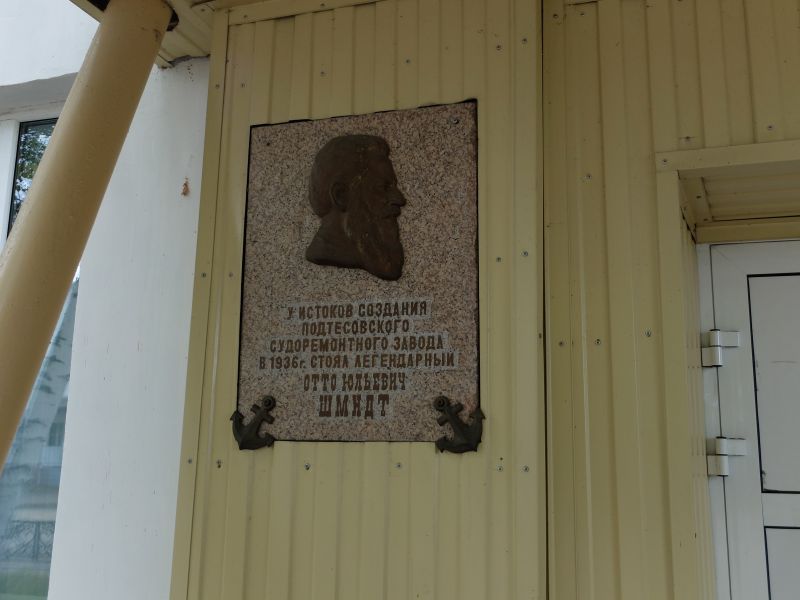 У ИСТОКОВ СОЗДАНИЯ
ПОДТЕСОВСКОГО
СУДОРЕМОНТНОГО ЗАВОДА
В 1936г. СТОЯЛ ЛЕГЕНДАРНЫЙ
ОТТО ЮЛЬЕВИЧ
ШМИДТ